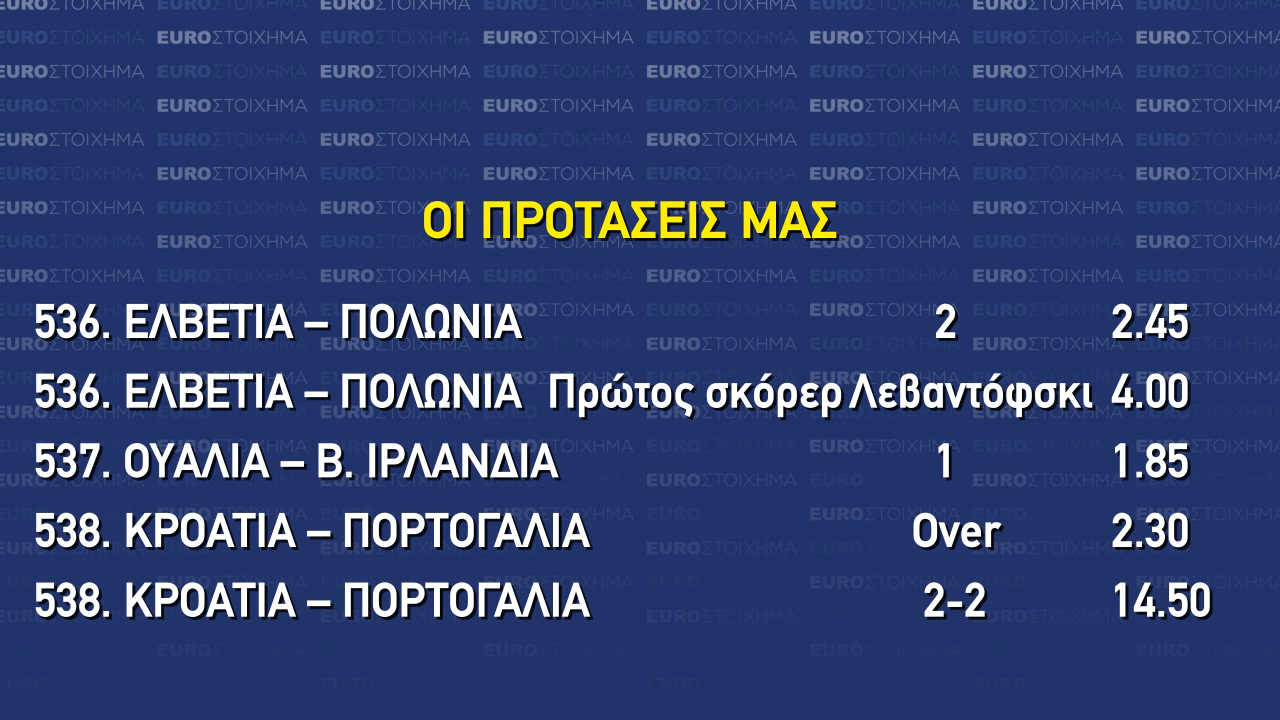 ΟΙ ΠΡΟΤΑΣΕΙΣ ΜΑΣ
536. ΕΛΒΕΤΙΑ – ΠΟΛΩΝΙΑ 2 2.45
536. ΕΛΒΕΤΙΑ – ΠΟΛΩΝΙΑ Πρώτος σκόρερ Λεβαντόφσκι 4.00
537. ΟΥΑΛΙΑ – Β. ΙΡΛΑΝΔΙΑ 1 1.85
538. ΚΡΟΑΤΙΑ – ΠΟΡΤΟΓΑΛΙΑ Over 2.30
538. ΚΡΟΑΤΙΑ – ΠΟΡΤΟΓΑΛΙΑ 2-2 14.50